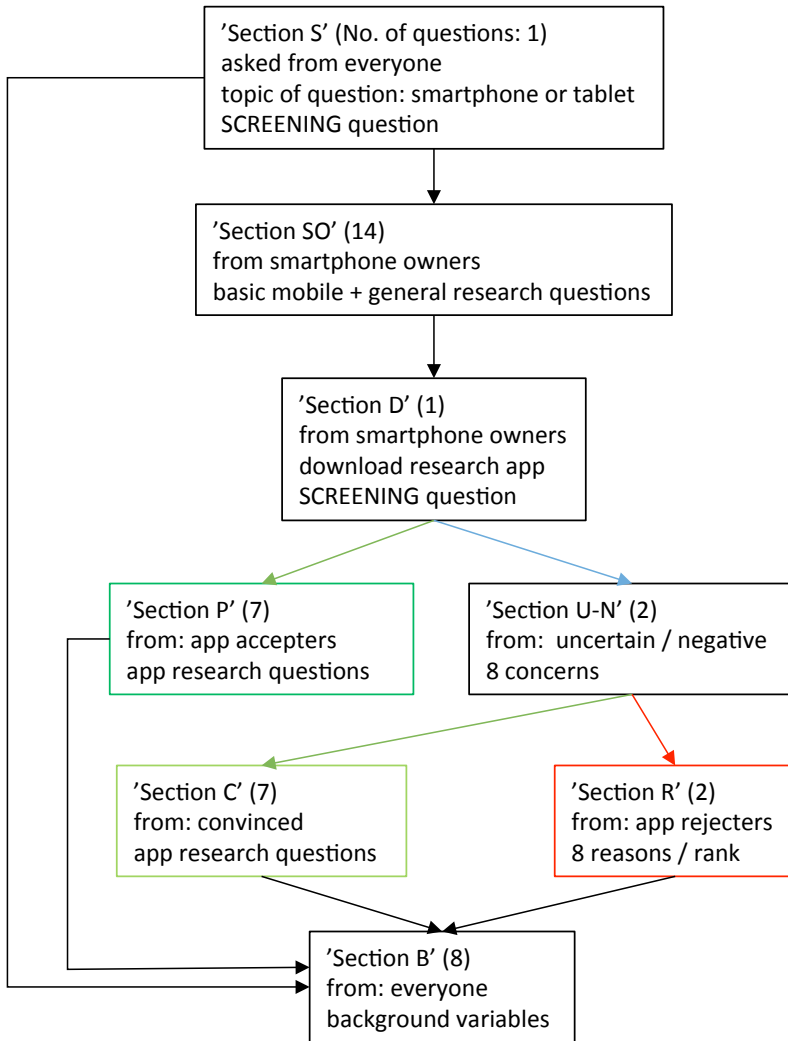 ’Section S’ (No. of questions: 1)
asked from everyone
topic of question: smartphone or tablet
SCREENING question
’Section SO’ (14)
from smartphone owners
basic mobile + general research questions
’Section D’ (1)
from smartphone owners
download research app
SCREENING question
’Section P’ (7)
from: app accepters
app research questions
’Section U-N’ (2)
from:  uncertain / negative
8 concerns
’Section C’ (7)
from: convinced
app research questions
’Section R’ (2)
from: app rejecters
8 reasons / rank
’Section B’ (8)
from: everyone
background variables